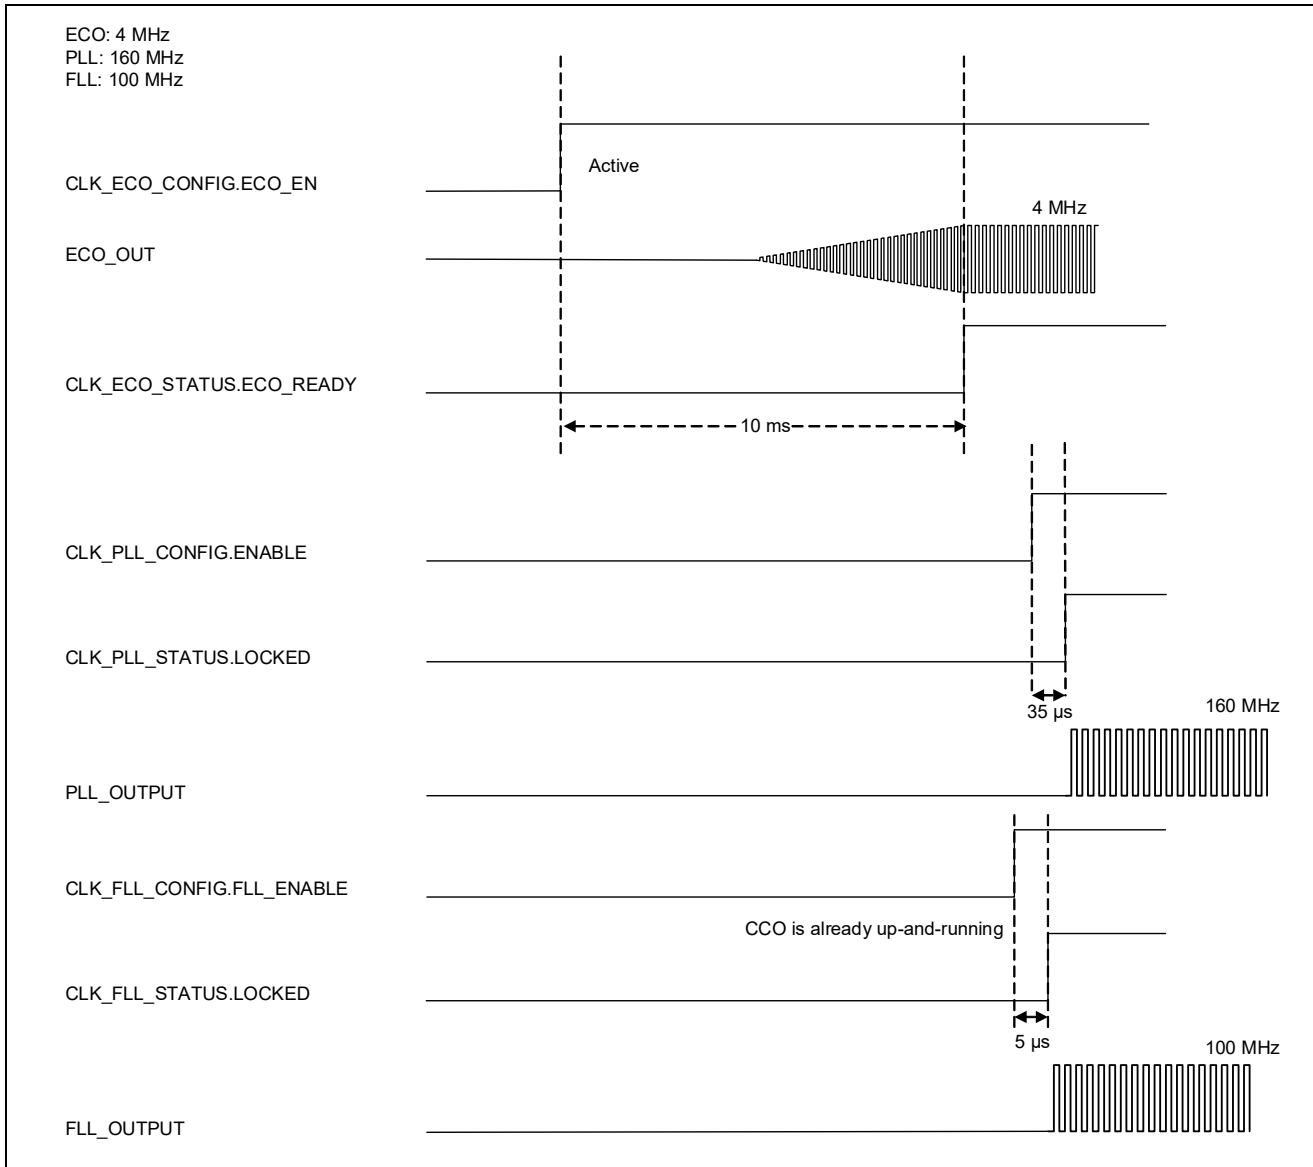 ECO: 4 MHz
PLL: 160 MHz
FLL: 100 MHz
CLK_ECO_CONFIG.ECO_EN
Active
ECO_OUT
4 MHz
CLK_ECO_STATUS.ECO_READY
10 ms
CLK_PLL_CONFIG.ENABLE
CLK_PLL_STATUS.LOCKED
35 µs
160 MHz
PLL_OUTPUT
CLK_FLL_CONFIG.FLL_ENABLE
CCO is already up-and-running
CLK_FLL_STATUS.LOCKED
5 µs
100 MHz
FLL_OUTPUT